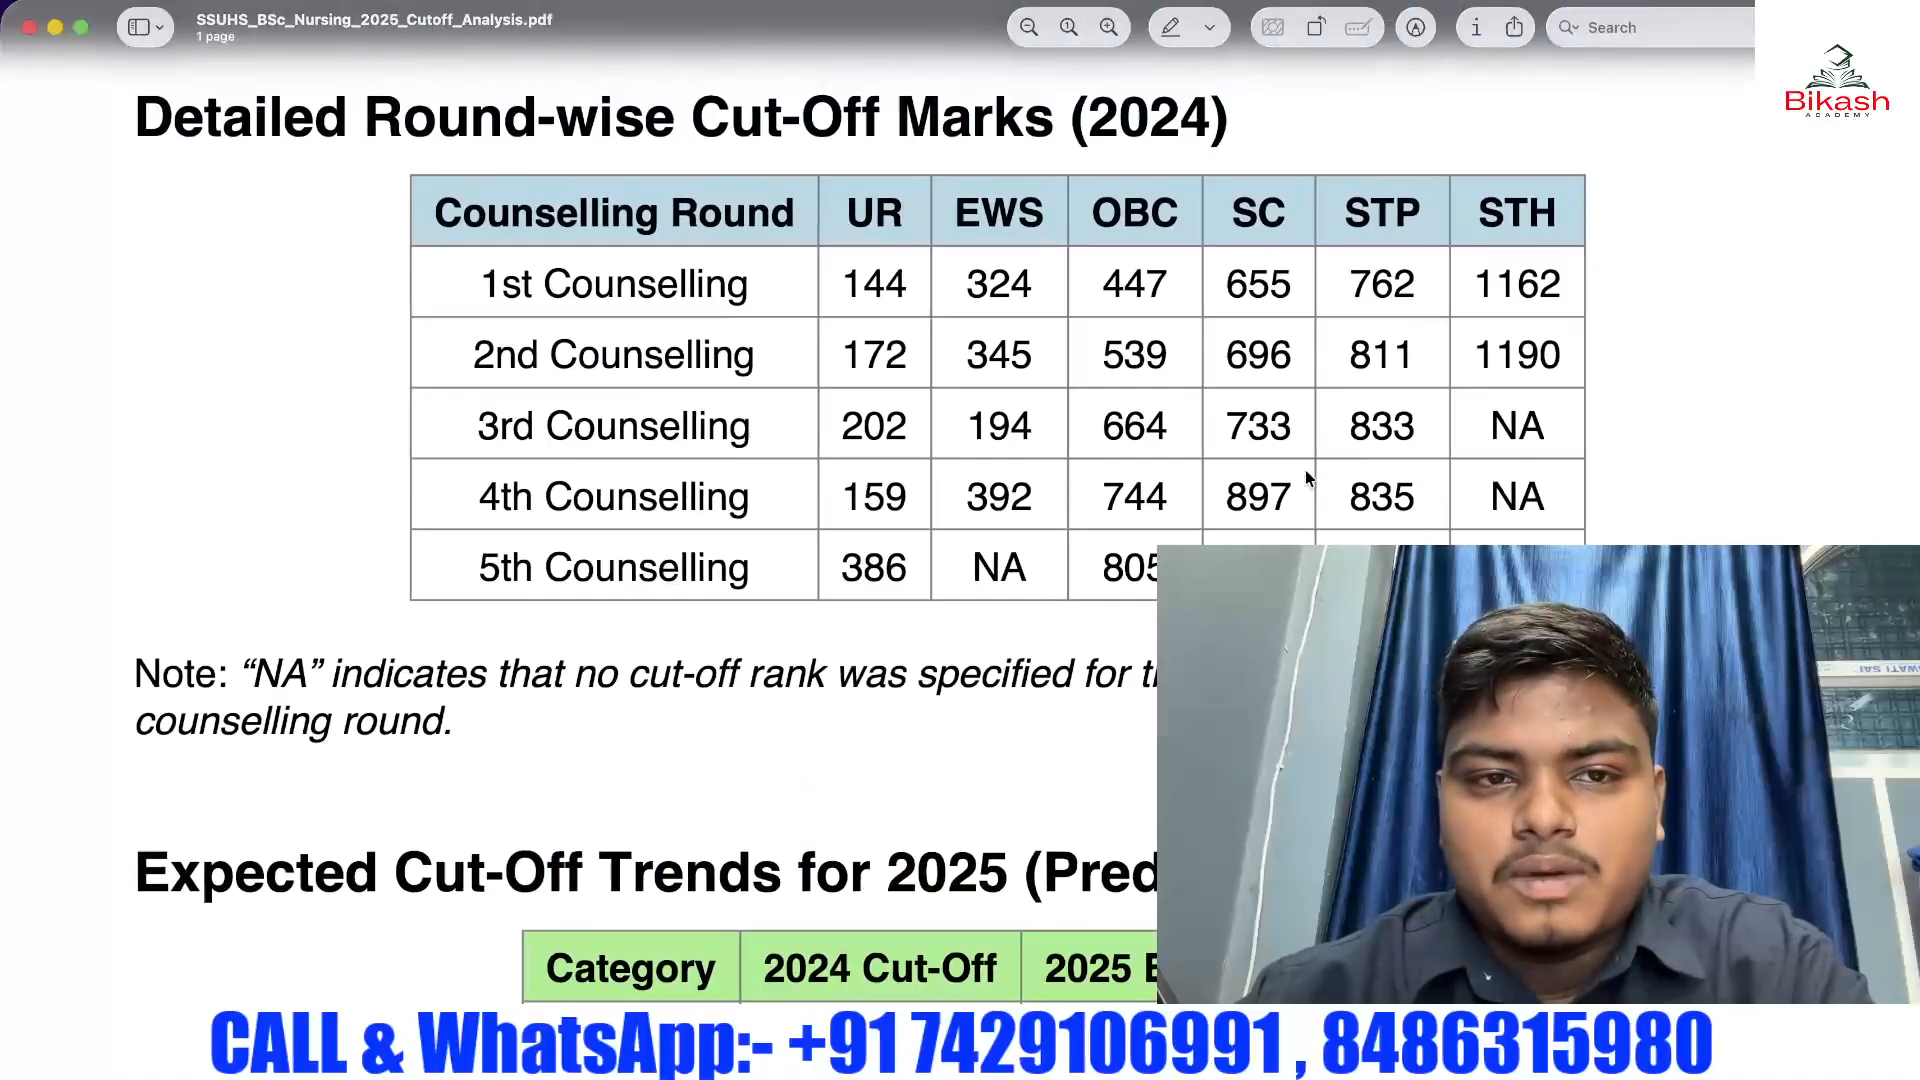 SSUHS_BSc_Nursing_2025_Cutoff_Analysis.pdf
1 page
Search
Bikash
ACADEMY
Detailed Round-wise Cut-Off Marks (2024)
Counselling Round UR EWS OBC SC STP STH
1st Counselling 144 324 447 655 762 1162
2nd Counselling 172 345 539 696 811 1190
3rd Counselling 202 194 664 733 833 NA
4th Counselling 159 392 744 897 835 NA
5th Counselling 386 NA 805
Note: “NA” indicates that no cut-off rank was specified for
counselling round.
Expected Cut-Off Trends for 2025 (Pred
Category 2024 Cut-Off 2025
CALL & WhatsApp:- +91 7429106991 , 8486315980